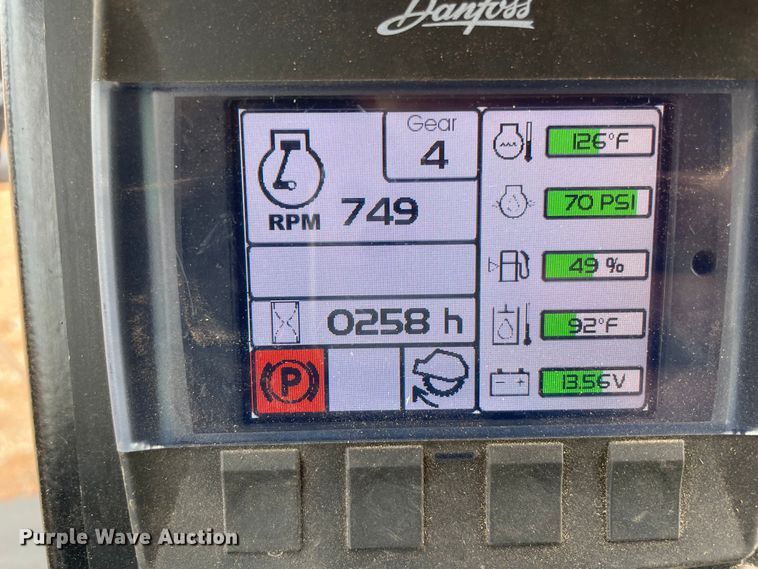 Danfoss
Gear
4
RPM 749
0258 h
P
126°F
70 PSI
49 %
92°F
13.56V
Purple Wave Auction